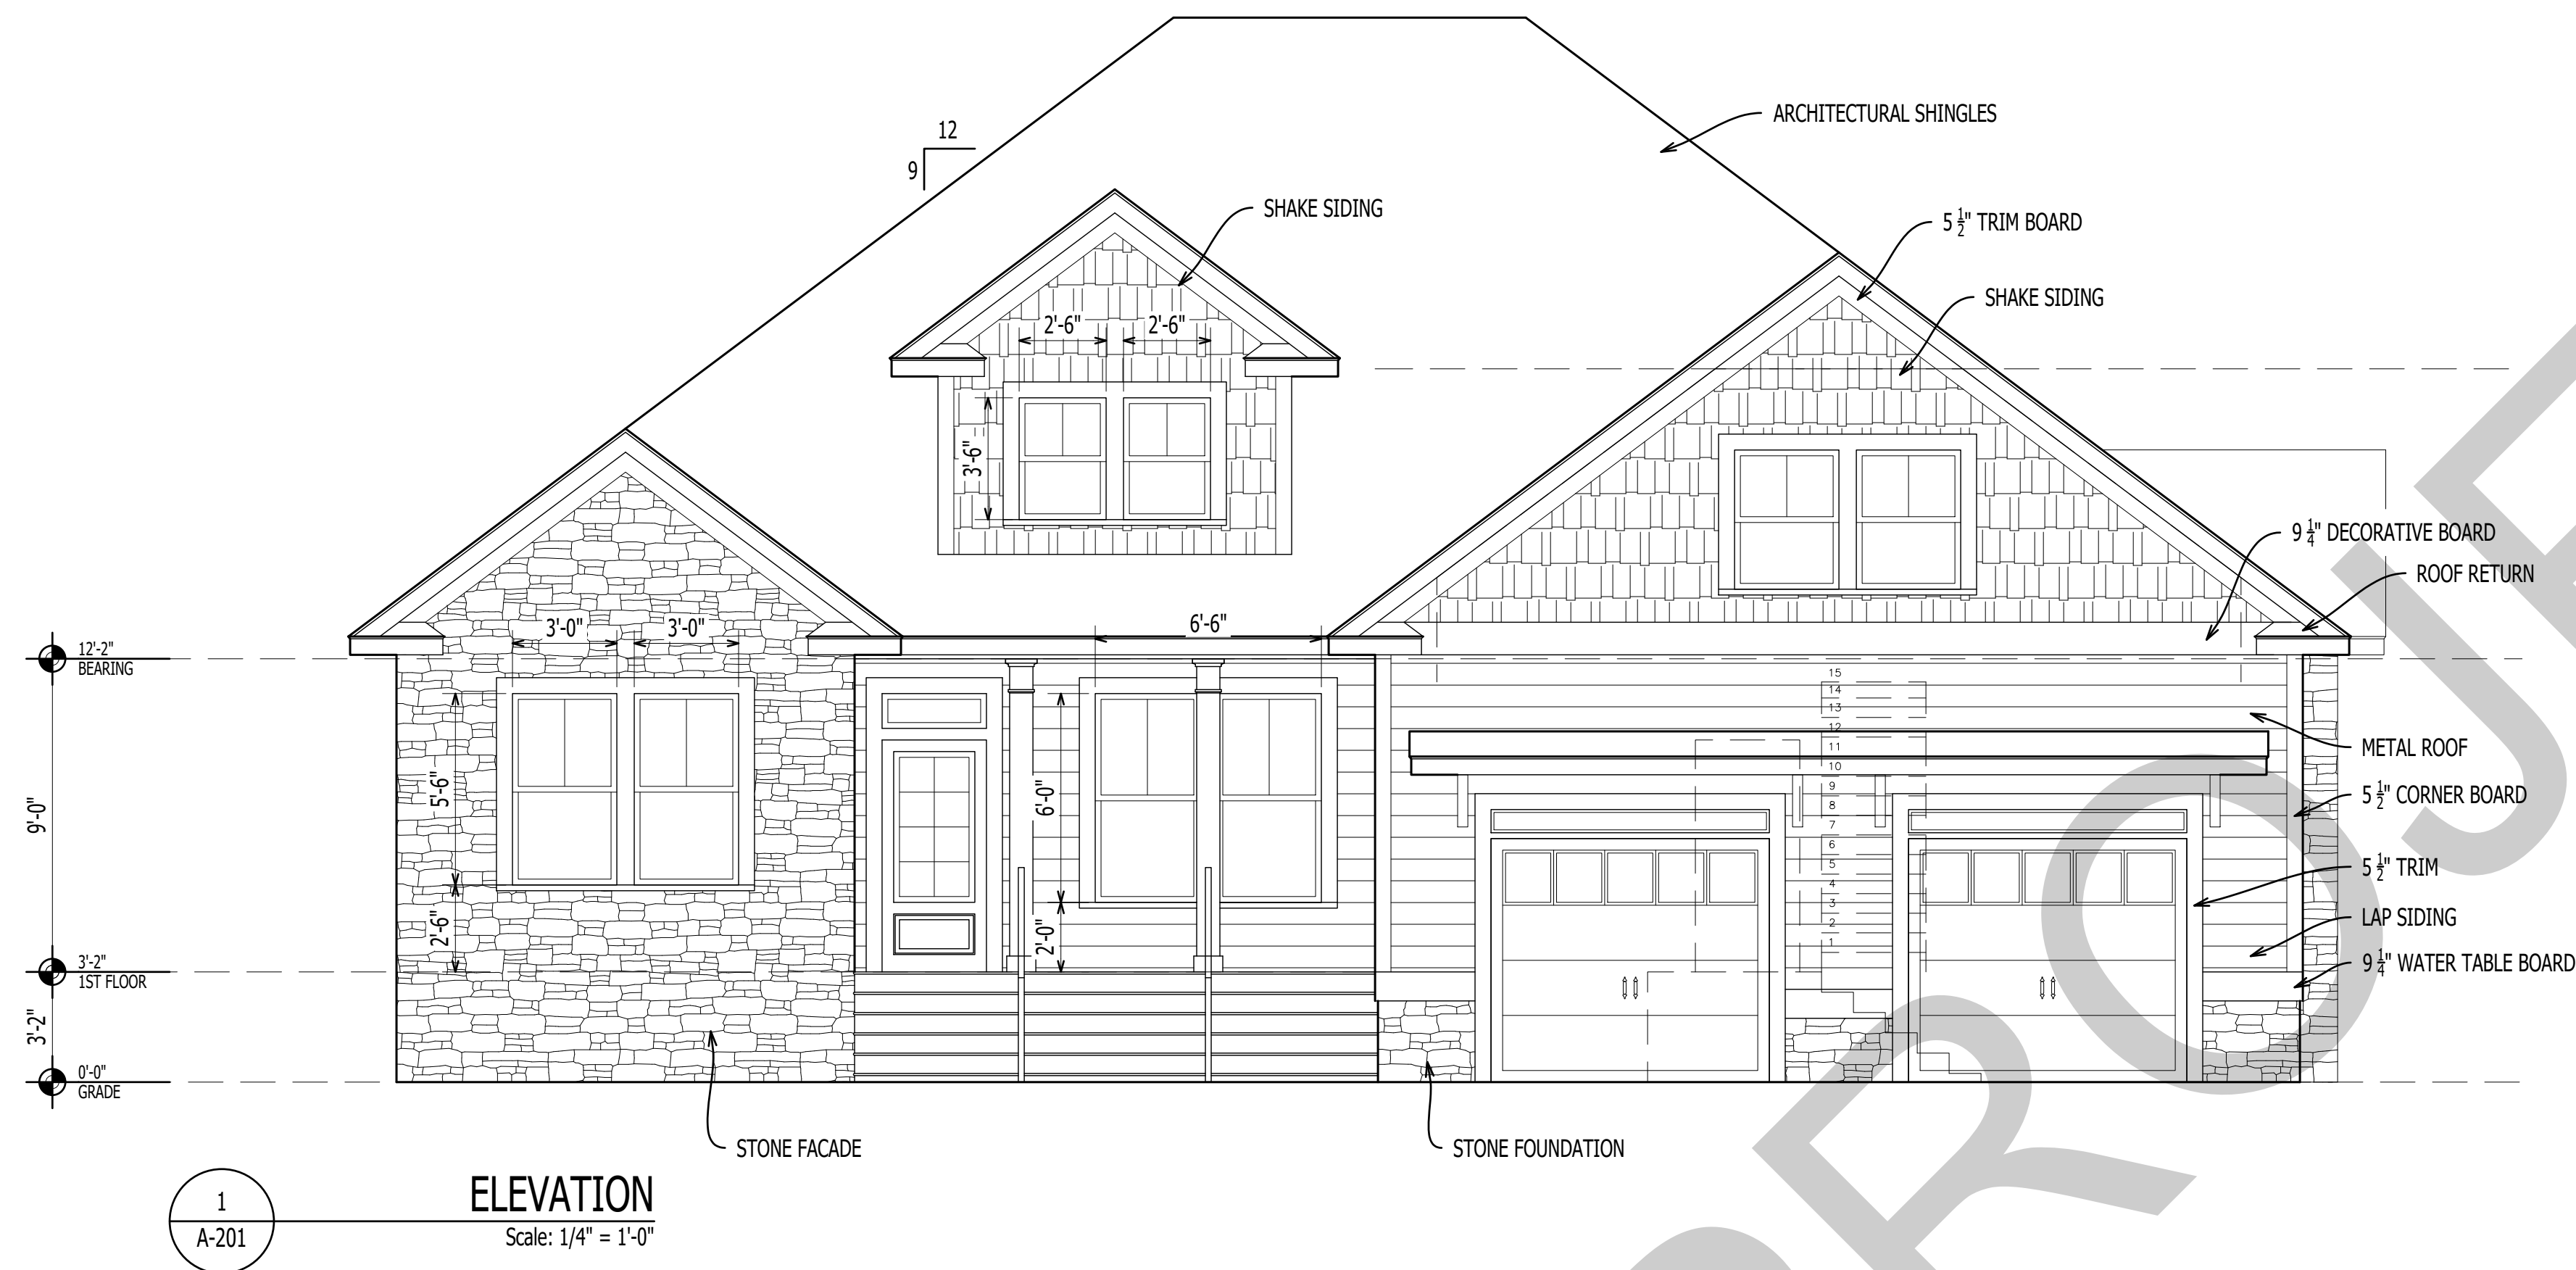 12
9
ARCHITECTURAL SHINGLES
SHAKE SIDING
5 1/2" TRIM BOARD
SHAKE SIDING
2'-6" 2'-6"
3'-6"
9 1/4" DECORATIVE BOARD
ROOF RETURN
3'-0" 3'-0"
6'-6"
12'-2"
BEARING
15
14
13
12
11
10
9
8
7
6
5
4
3
2
1
METAL ROOF
5 1/2" CORNER BOARD
5 1/2" TRIM
LAP SIDING
9 1/4" WATER TABLE BOARD
9'-0"
5'-6"
6'-0"
2'-6"
2'-0"
3'-2"
1ST FLOOR
3'-2"
0'-0"
GRADE
STONE FACADE
STONE FOUNDATION
1
A-201
ELEVATION
Scale: 1/4" = 1'-0"